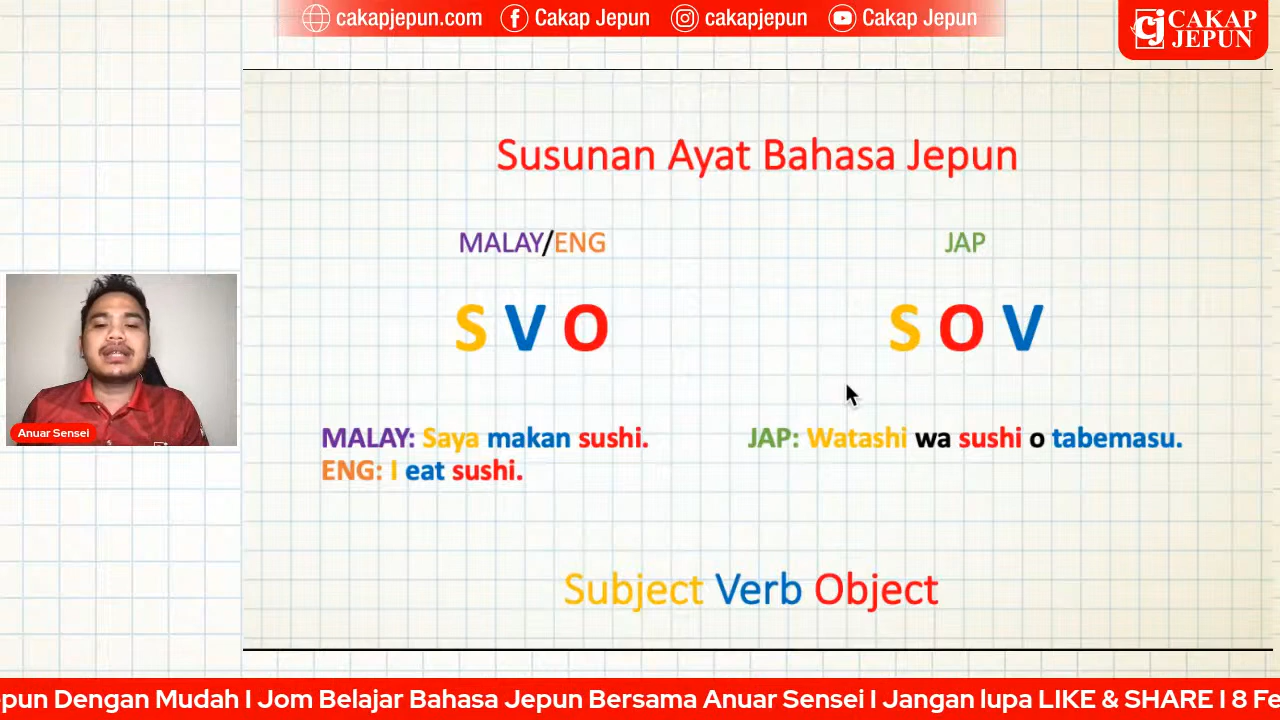 cakapjepun.com Cakap Jepun cakapjepun Cakap Jepun
CAKAP
JEPUN
Susunan Ayat Bahasa Jepun
MALAY/ENG
JAP
S V O
S O V
MALAY: Saya makan sushi.
ENG: I eat sushi.
JAP: Watashi wa sushi o tabemasu.
Anuar Sensei
Subject Verb Object
epun Dengan Mudah I Jom Belajar Bahasa Jepun Bersama Anuar Sensei I Jangan lupa LIKE & SHARE I 8 Fe